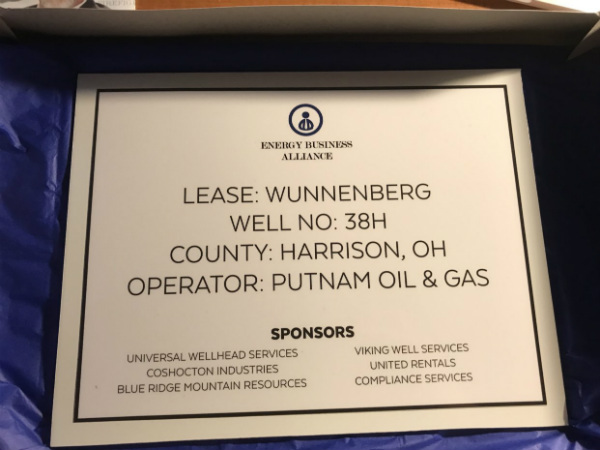 ENERGY BUSINESS
ALLIANCE
LEASE: WUNNENBERG
WELL NO: 38H
COUNTY: HARRISON, OH
OPERATOR: PUTNAM OIL & GAS
SPONSORS
UNIVERSAL WELLHEAD SERVICES
COSHOCTON INDUSTRIES
BLUE RIDGE MOUNTAIN RESOURCES
VIKING WELL SERVICES
UNITED RENTALS
COMPLIANCE SERVICES